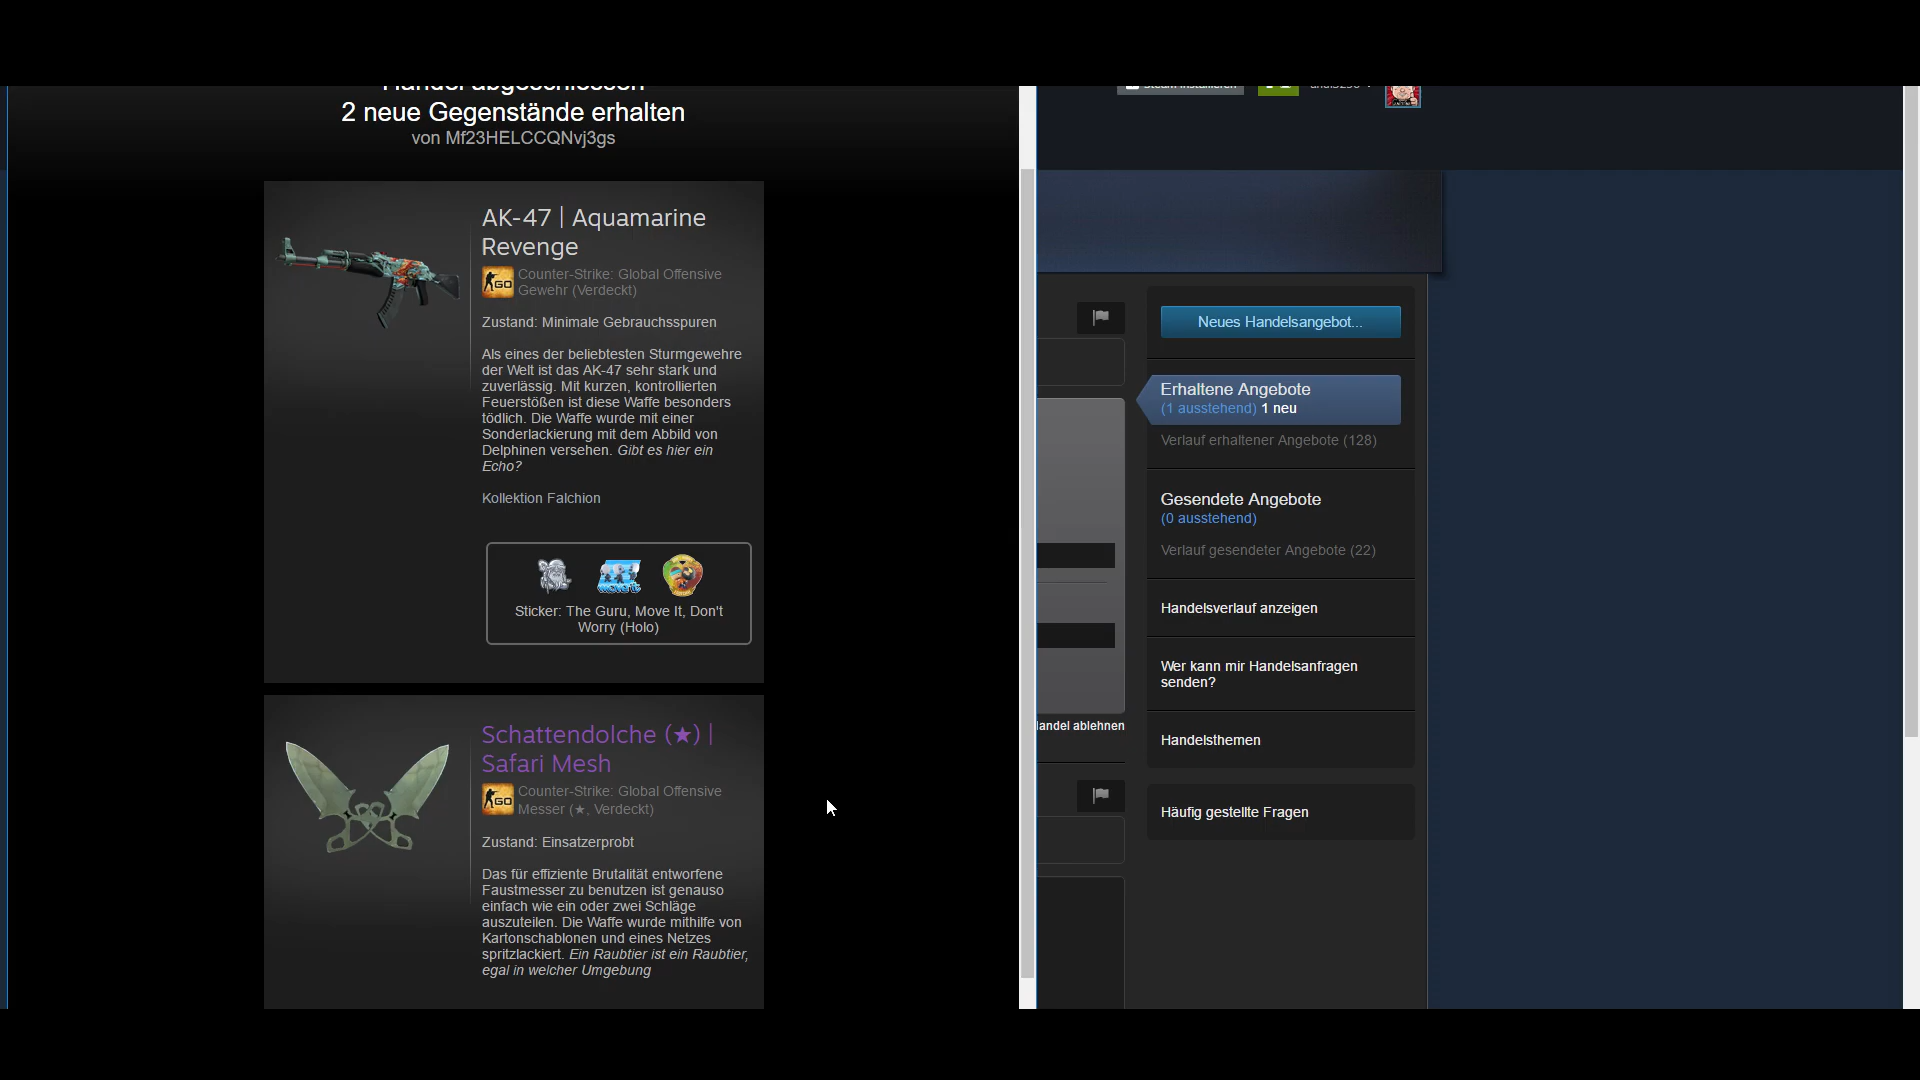 Handel abgeschlossen
2 neue Gegenstände erhalten
von Mf23HELCCQNvj3gs
AK-47 | Aquamarine
Revenge
Counter-Strike: Global Offensive
Gewehr (Verdeckt)
Zustand: Minimale Gebrauchsspuren
Als eines der beliebtesten Sturmgewehre
der Welt ist das AK-47 sehr stark und
zuverlässig. Mit kurzen, kontrollierten
Feuerstößen ist diese Waffe besonders
tödlich. Die Waffe wurde mit einer
Sonderlackierung mit dem Abbild von
Delphinen versehen. Gibt es hier ein
Echo?
Kollektion Falchion
Sticker: The Guru, Move It, Don't
Worry (Holo)
Schattendolche (★) |
Safari Mesh
Counter-Strike: Global Offensive
Messer (★, Verdeckt)
Zustand: Einsatzerprobt
Das für effiziente Brutalität entworfene
Faustmesser zu benutzen ist genauso
einfach wie ein oder zwei Schläge
auszuteilen. Die Waffe wurde mithilfe von
Kartonschablonen und eines Netzes
spritzlackiert. Ein Raubtier ist ein Raubtier,
egal in welcher Umgebung
Steam installieren
Neues Handelsangebot...
Erhaltene Angebote
(1 ausstehend) 1 neu
Verlauf erhaltener Angebote (128)
Gesendete Angebote
(0 ausstehend)
Verlauf gesendeter Angebote (22)
Handelsverlauf anzeigen
Wer kann mir Handelsanfragen
senden?
Handelsthemen
Häufig gestellte Fragen
andel ablehnen